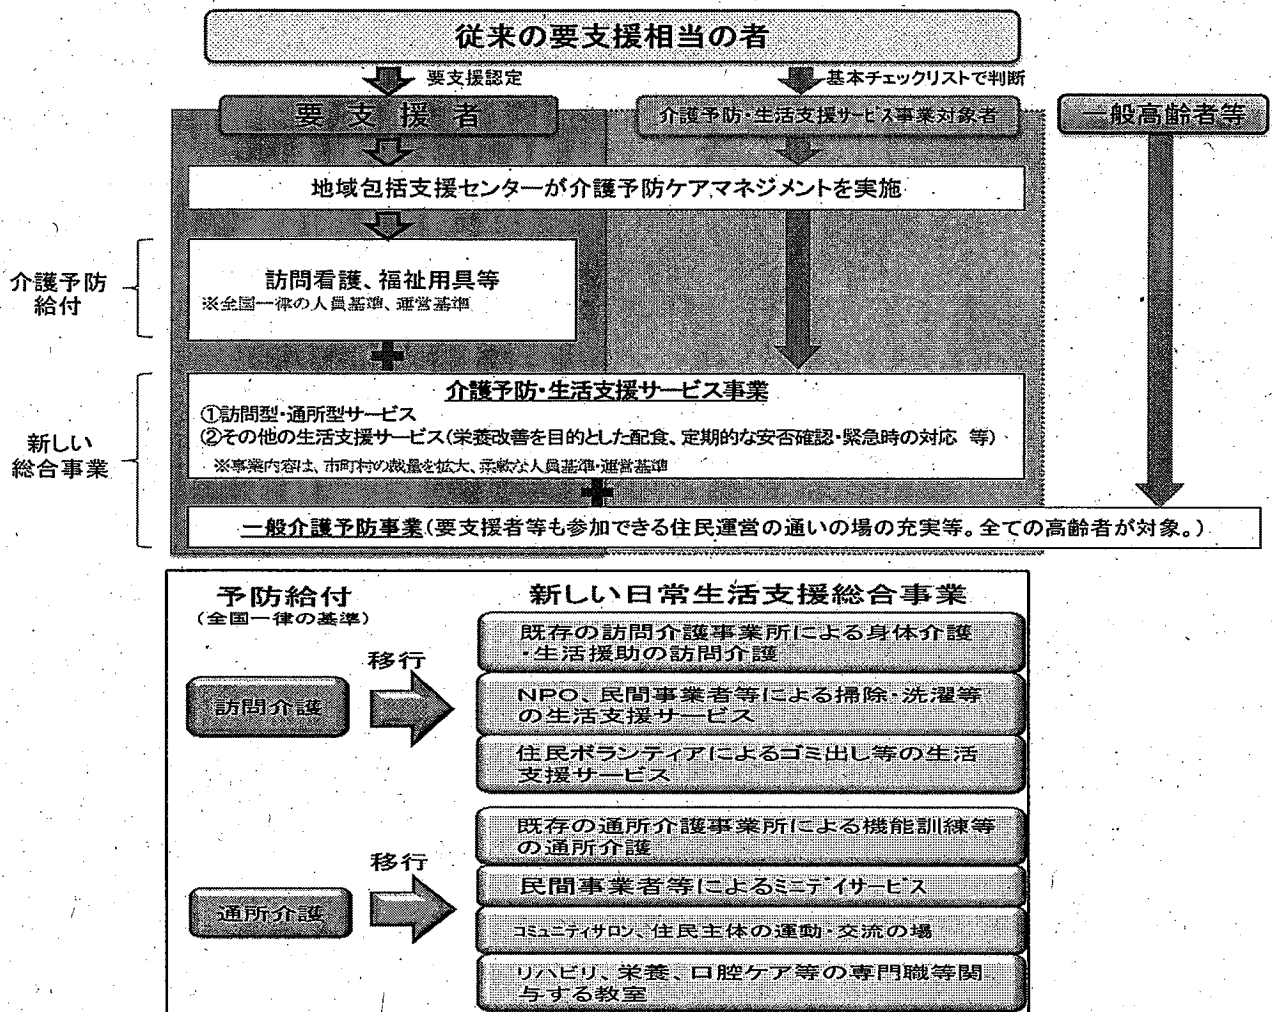 従来の要支援相当の者
要支援認定
基本チェックリストで判断
要支援者
介護予防・生活支援サービス事業対象者
一般高齢者等
地域包括支援センターが介護予防ケアマネジメントを実施
介護予防
給付
訪問看護、福祉用具等
※全国一律の人員基準、運営基準
新しい
総合事業
介護予防・生活支援サービス事業
①訪問型・通所型サービス
②その他の生活支援サービス(栄養改善を目的とした配食、定期的な安否確認・緊急時の対応 等)
※事業内容は、市町村の裁量を拡大、柔軟な人員基準・運営基準
一般介護予防事業(要支援者等も参加できる住民運営の通いの場の充実等。全ての高齢者が対象。)
予防給付
(全国一律の基準)
新しい日常生活支援総合事業
訪問介護
移行
既存の訪問介護事業所による身体介護
・生活援助の訪問介護
NPO、民間事業者等による掃除・洗濯等
の生活支援サービス
住民ボランティアによるゴミ出し等の生活
支援サービス
通所介護
移行
既存の通所介護事業所による機能訓練等
の通所介護
民間事業者等によるミニデイサービス
コミュニティサロン、住民主体の運動・交流の場
リハビリ、栄養、口腔ケア等の専門職等関
与する教室